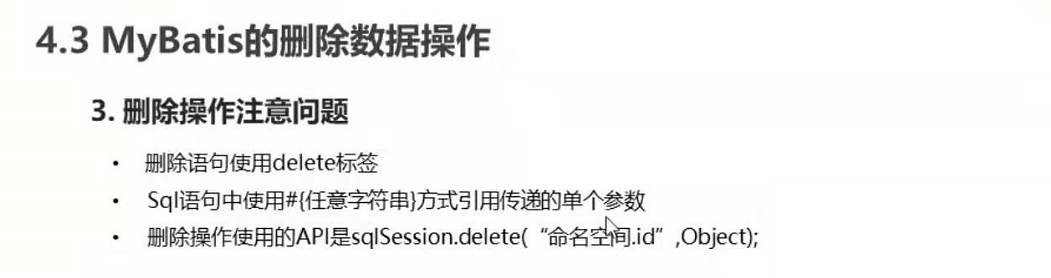 4.3 MyBatis的删除数据操作
3. 删除操作注意问题
• 删除语句使用delete标签
• Sql语句中使用#{任意字符串}方式引用传递的单个参数
• 删除操作使用的API是sqlSession.delete(“命名空间.id”,Object);